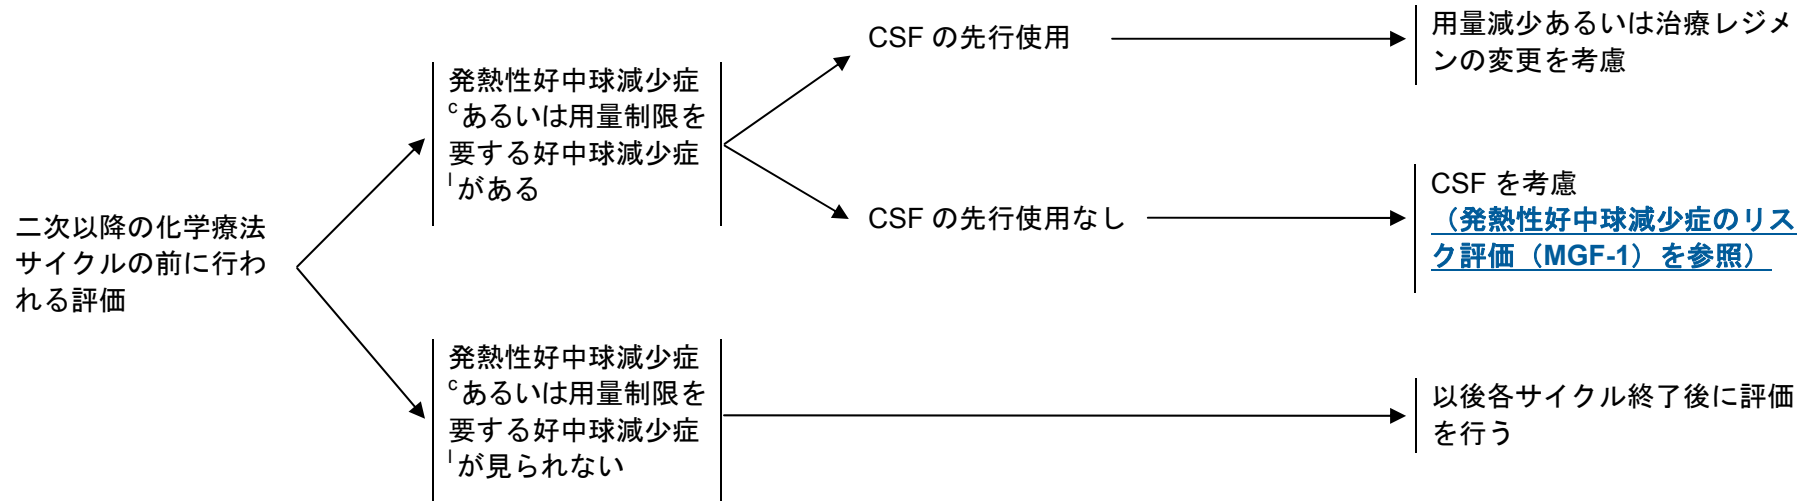 二次以降の化学療法
サイクルの前に行わ
れる評価
発熱性好中球減少症
cあるいは用量制限を
要する好中球減少症
lがある
CSF の先行使用
用量減少あるいは治療レジメ
ンの変更を考慮
CSF の先行使用なし
CSF を考慮
（発熱性好中球減少症のリス
ク評価（MGF-1）を参照）
発熱性好中球減少症
cあるいは用量制限を
要する好中球減少症
lが見られない
以後各サイクル終了後に評価
を行う